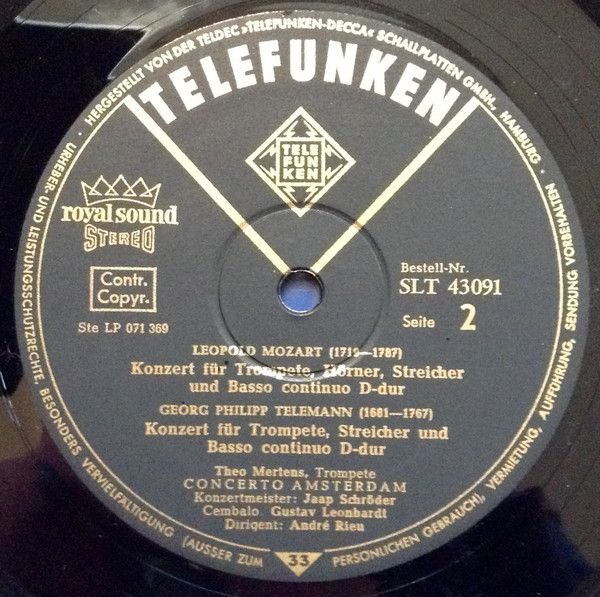 HERGESTELLT VON DER TELDEC »TELEFUNKEN-DECCA« SCHALLPLATTEN GMBH., HAMBURG ·
URHEBER- UND LEISTUNGSSCHUTZRECHTE, BESONDERS VERVIELFÄLTIGUNG (AUSSER ZUM PERSÖNLICHEN GEBRAUCH), VERMIETUNG, AUFFÜHRUNG, SENDUNG VORBEHALTEN ·
TELEFUNKEN
TELE
FUN
KEN
royal sound
STEREO
Contr.
Copyr.
Ste LP 071 369
Bestell-Nr.
SLT 43091
Seite 2
LEOPOLD MOZART (1719—1787)
Konzert für Trompete, Hörner, Streicher
und Basso continuo D-dur
GEORG PHILIPP TELEMANN (1681—1767)
Konzert für Trompete, Streicher und
Basso continuo D-dur
Theo Mertens, Trompete
CONCERTO AMSTERDAM
Konzertmeister: Jaap Schröder
Cembalo Gustav Leonhardt
Dirigent: André Rieu
33